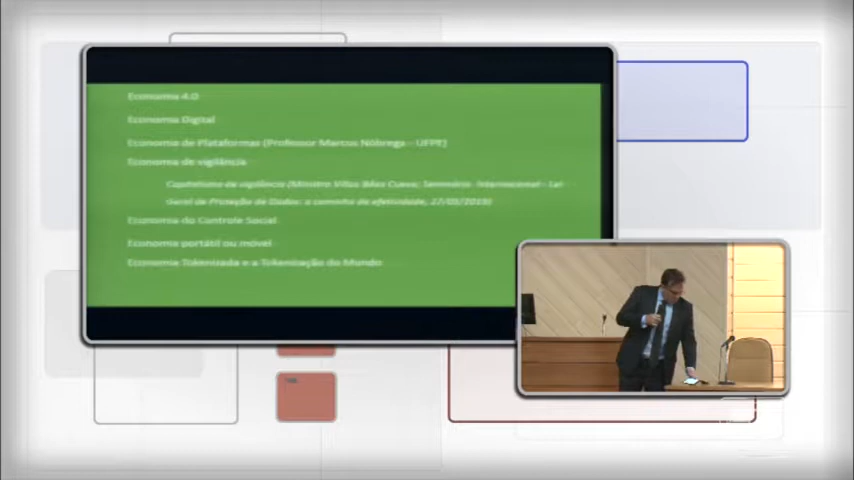 Economia 4.0
Economia Digital
Economia de Plataformas (Professor Marcos Nóbrega - UFPE)
Economia de vigilância
Capitalismo de vigilância (Ministro Villas Bôas Cueva; Seminário Internacional - Lei
Geral de Proteção de Dados: a caminho da efetividade, 27/05/2019)
Economia do Controle Social
Economia portátil ou móvel
Economia Tokenizada e a Tokenização do Mundo